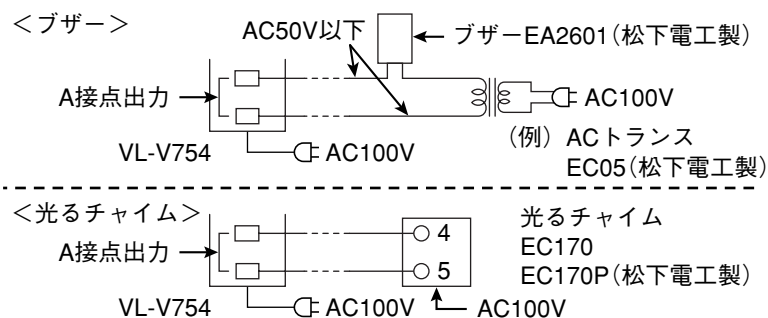 ＜ブザー＞
AC50V以下
ブザーEA2601(松下電工製)
A接点出力
AC100V
VL-V754
AC100V
(例) ACトランス
EC05(松下電工製)
＜光るチャイム＞
A接点出力
4
5
光るチャイム
EC170
EC170P(松下電工製)
VL-V754
AC100V
AC100V